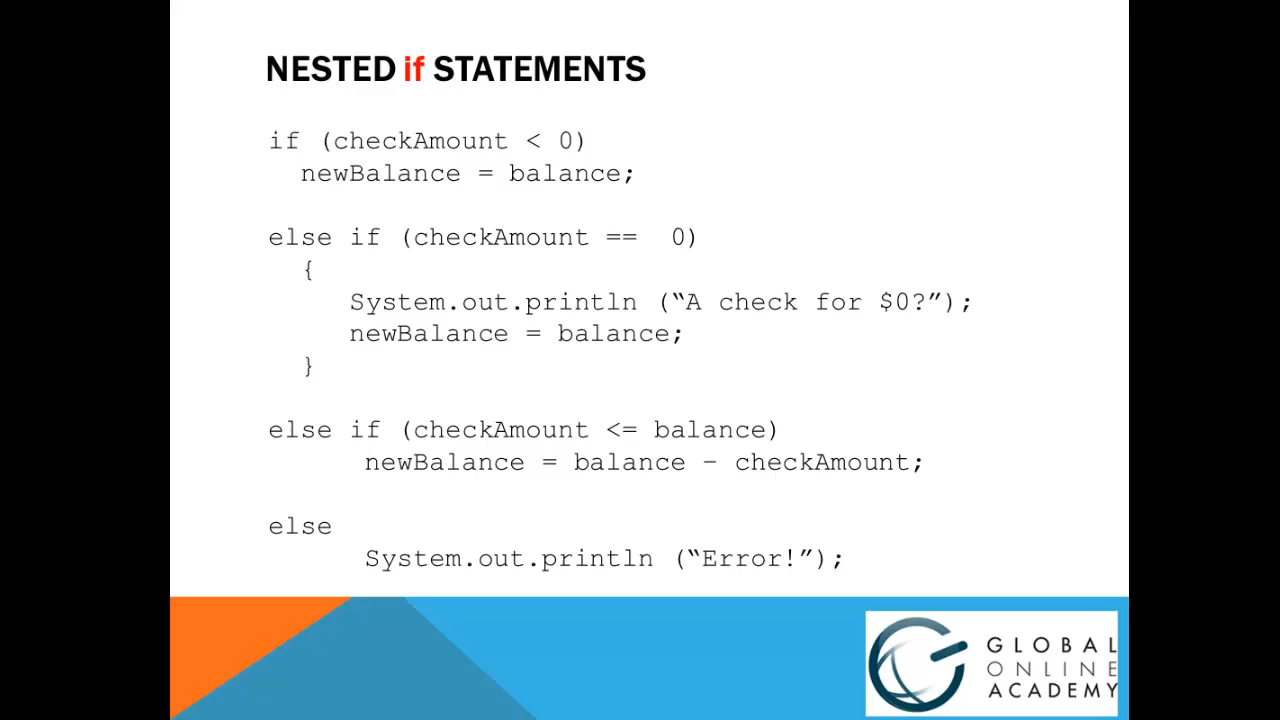 NESTED if STATEMENTS
if (checkAmount < 0)
newBalance = balance;
else if (checkAmount == 0)
{
System.out.println (“A check for $0?”);
newBalance = balance;
}
else if (checkAmount <= balance)
newBalance = balance – checkAmount;
else
System.out.println (“Error!”);
GLOBAL
ONLINE
ACADEMY